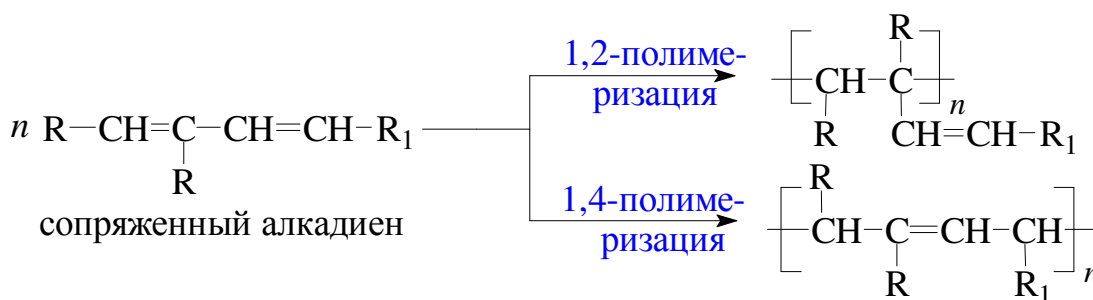 n R–CH=C–CH=CH–R₁
R
сопряженный алкадиен
1,2-полиме-
ризация
R
CH–C
n
R CH=CH–R₁
1,4-полиме-
ризация
R
CH–C=CH–CH
n
R R₁